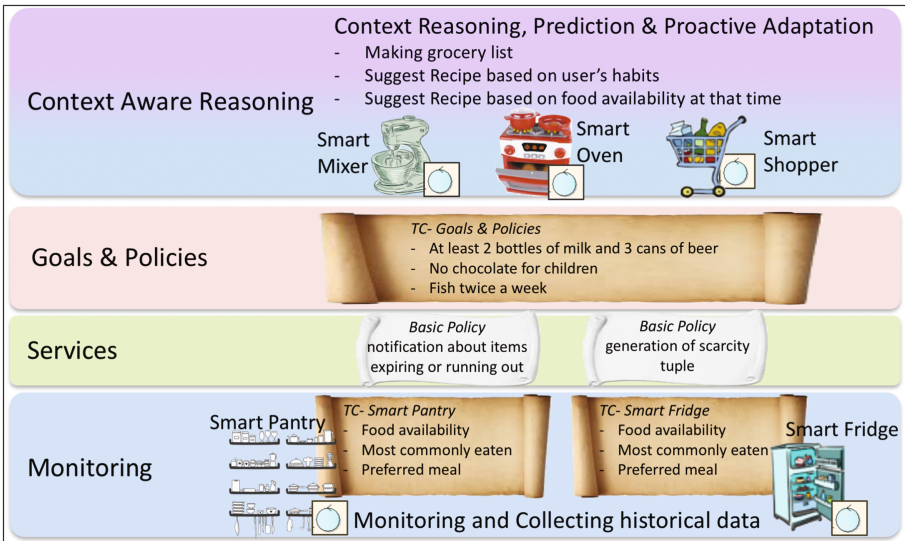 Context Reasoning, Prediction & Proactive Adaptation
- Making grocery list
- Suggest Recipe based on user's habits
- Suggest Recipe based on food availability at that time
Context Aware Reasoning
Smart
Mixer
Smart
Oven
Smart
Shopper
Goals & Policies
TC- Goals & Policies
- At least 2 bottles of milk and 3 cans of beer
- No chocolate for children
- Fish twice a week
Services
Basic Policy
notification about items
expiring or running out
Basic Policy
generation of scarcity
tuple
Monitoring
Smart Pantry
TC- Smart Pantry
- Food availability
- Most commonly eaten
- Preferred meal
TC- Smart Fridge
- Food availability
- Most commonly eaten
- Preferred meal
Smart Fridge
Monitoring and Collecting historical data